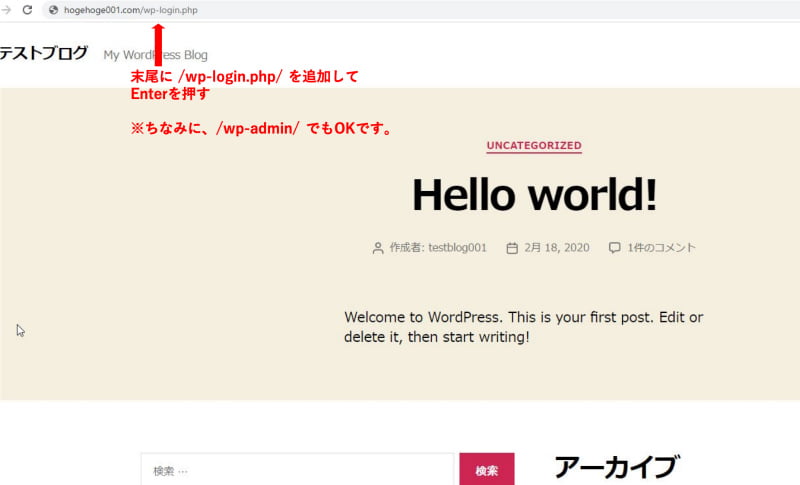 hogehoge001.com/wp-login.php
テストブログ My WordPress Blog
末尾に /wp-login.php/ を追加して
Enterを押す
※ちなみに、/wp-admin/ でもOKです。
UNCATEGORIZED
Hello world!
作成者: testblog001 2月 18, 2020 1件のコメント
Welcome to WordPress. This is your first post. Edit or
delete it, then start writing!
検索 … 検索 アーカイブ